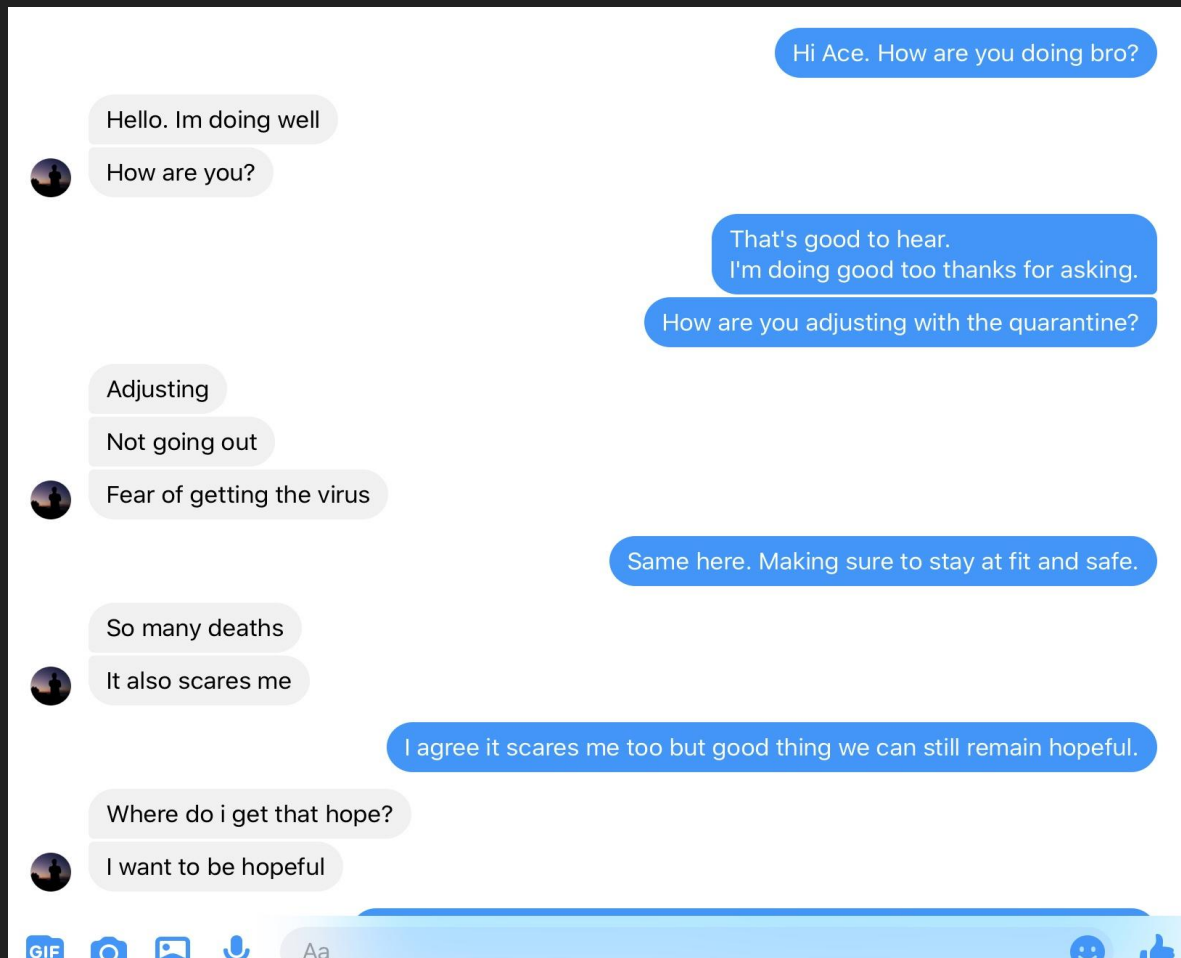 Hi Ace. How are you doing bro?
Hello. Im doing well
How are you?
That's good to hear.
I'm doing good too thanks for asking.
How are you adjusting with the quarantine?
Adjusting
Not going out
Fear of getting the virus
Same here. Making sure to stay at fit and safe.
So many deaths
It also scares me
I agree it scares me too but good thing we can still remain hopeful.
Where do i get that hope?
I want to be hopeful
GIF
Aa